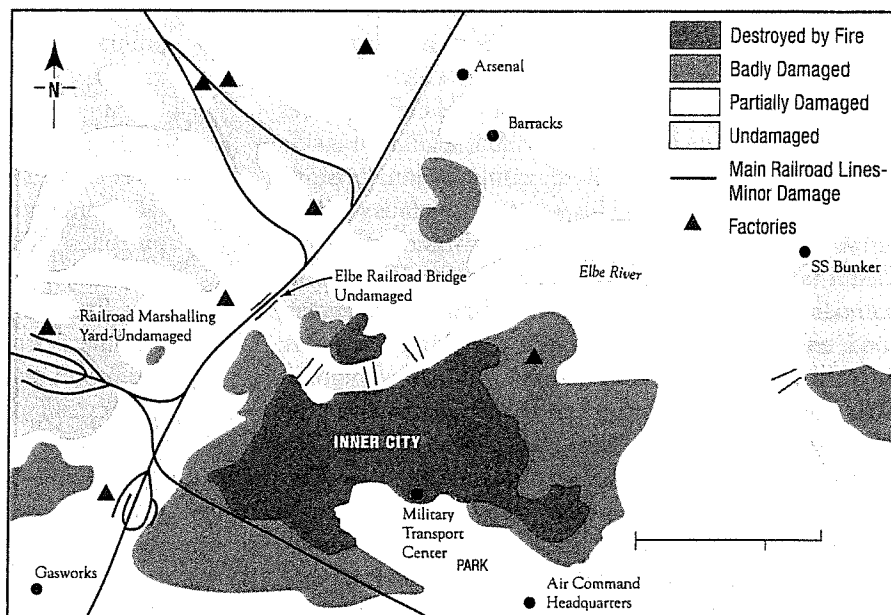 N
Arsenal
Barracks
Destroyed by Fire
Badly Damaged
Partially Damaged
Undamaged
Main Railroad Lines-
Minor Damage
Factories
SS Bunker
Elbe River
Elbe Railroad Bridge
Undamaged
Railroad Marshalling
Yard-Undamaged
INNER CITY
Military
Transport
Center
PARK
Gasworks
Air Command
Headquarters